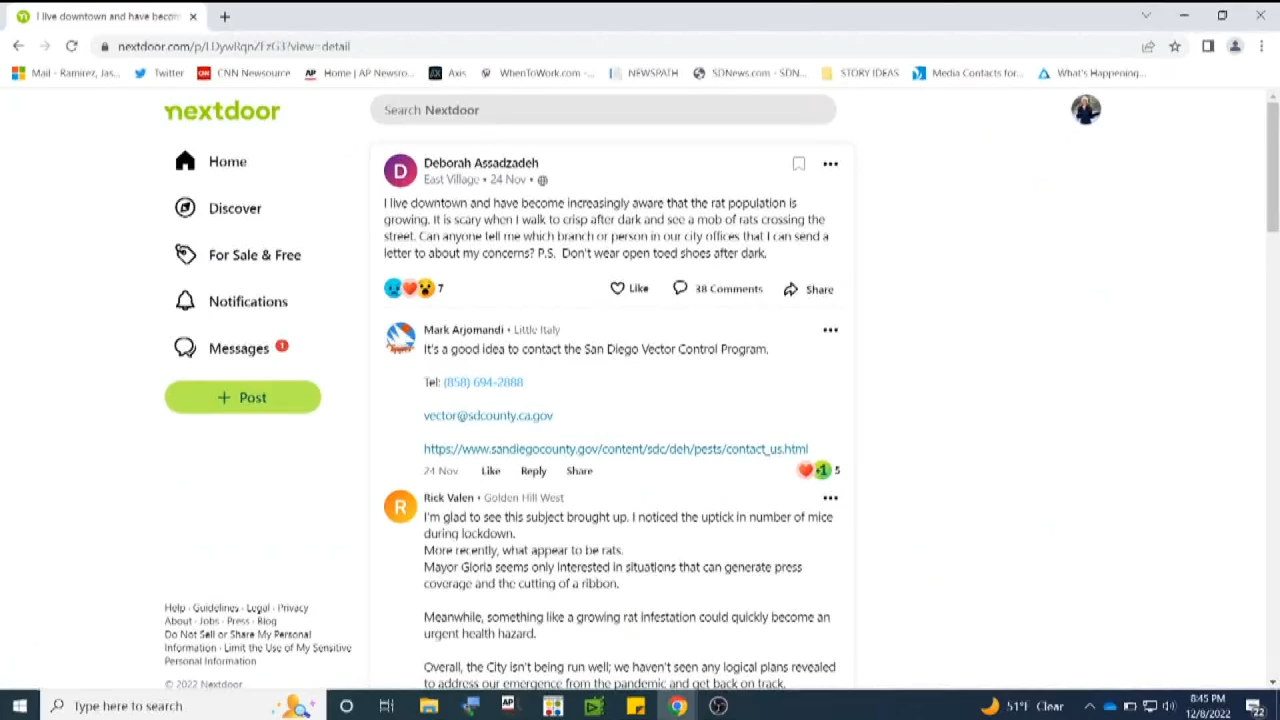 I live downtown and have becom
nextdoor.com/p/
?view=detail
Mail - Ramirez, Jas...
Twitter
CNN Newsource
Home | AP Newsro...
Axis
WhenToWork.com -...
NEWSPATH
SDNews.com - SDN...
STORY IDEAS
Media Contacts for...
What's Happening...
nextdoor
Search Nextdoor
Home
Discover
For Sale & Free
Notifications
Messages 1
+ Post
D
Deborah Assadzadeh
East Village • 24 Nov •
I live downtown and have become increasingly aware that the rat population is
growing. It is scary when I walk to crisp after dark and see a mob of rats crossing the
street. Can anyone tell me which branch or person in our city offices that I can send a
letter to about my concerns? P.S. Don't wear open toed shoes after dark.
7
Like
38 Comments
Share
Mark Arjomandi • Little Italy
It's a good idea to contact the San Diego Vector Control Program.
Tel: (858) 694-2888
vector@sdcounty.ca.gov
https://www.sandiegocounty.gov/content/sdc/deh/pests/contact_us.html
24 Nov Like Reply Share
+1 5
R
Rick Valen • Golden Hill West
I'm glad to see this subject brought up. I noticed the uptick in number of mice
during lockdown.
More recently, what appear to be rats.
Mayor Gloria seems only interested in situations that can generate press
coverage and the cutting of a ribbon.
Meanwhile, something like a growing rat infestation could quickly become an
urgent health hazard.
Overall, the City isn't being run well; we haven't seen any logical plans revealed
to address our emergence from the pandemic and get back on track.
Help · Guidelines · Legal · Privacy
About · Jobs · Press · Blog
Do Not Sell or Share My Personal
Information · Limit the Use of My Sensitive
Personal Information
© 2022 Nextdoor
Type here to search
AP
51°F Clear
8:45 PM
12/8/2022
22